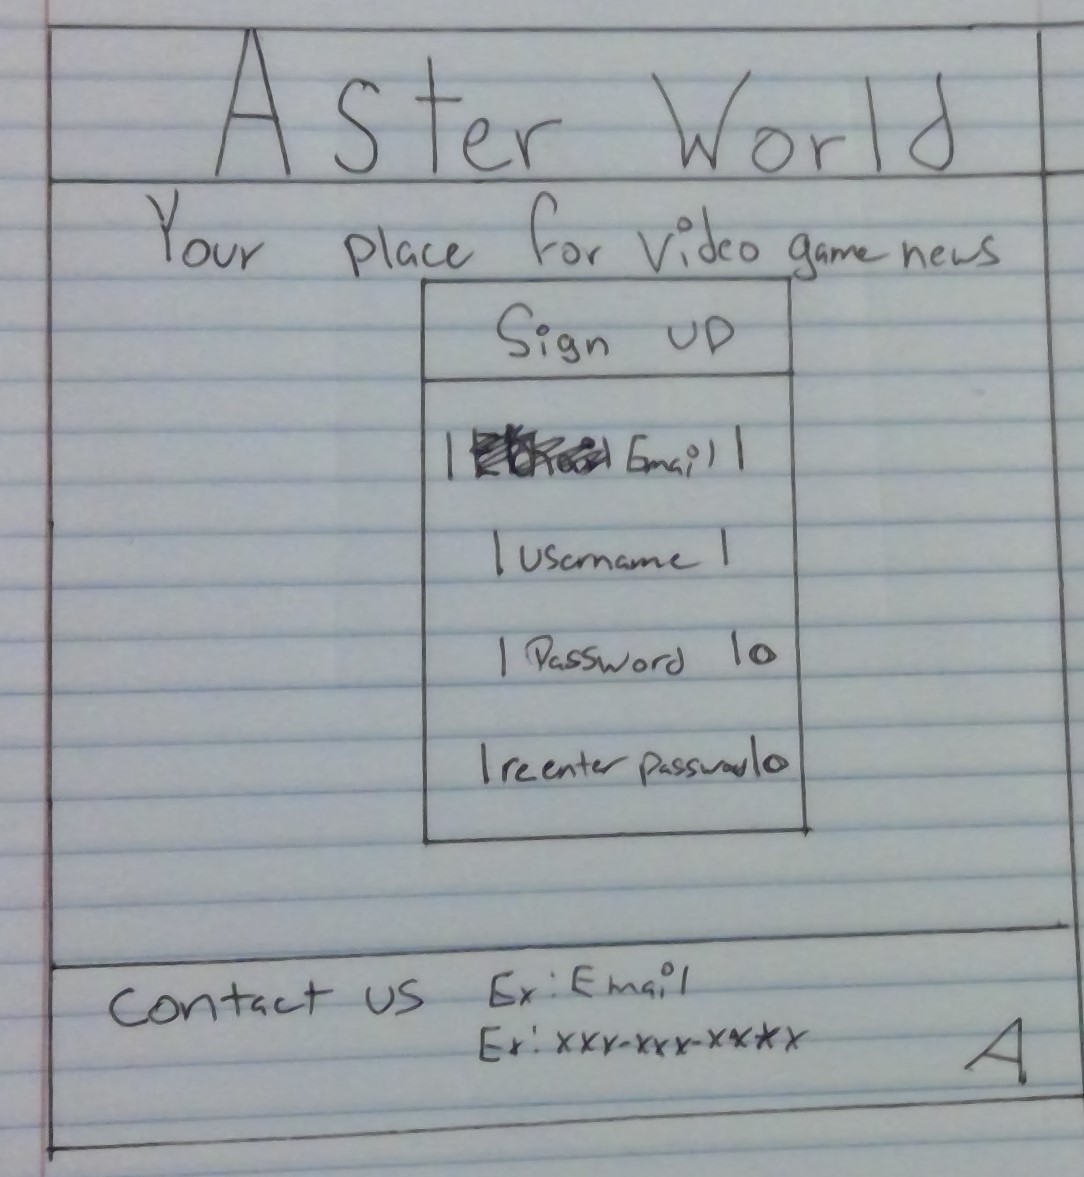 Aster World
Your place for video game news
Sign UP
| Email |
| username |
| Password |o
| reenter password |o
Contact us Ex: Email
Ex: xxx-xxx-xxxx
A